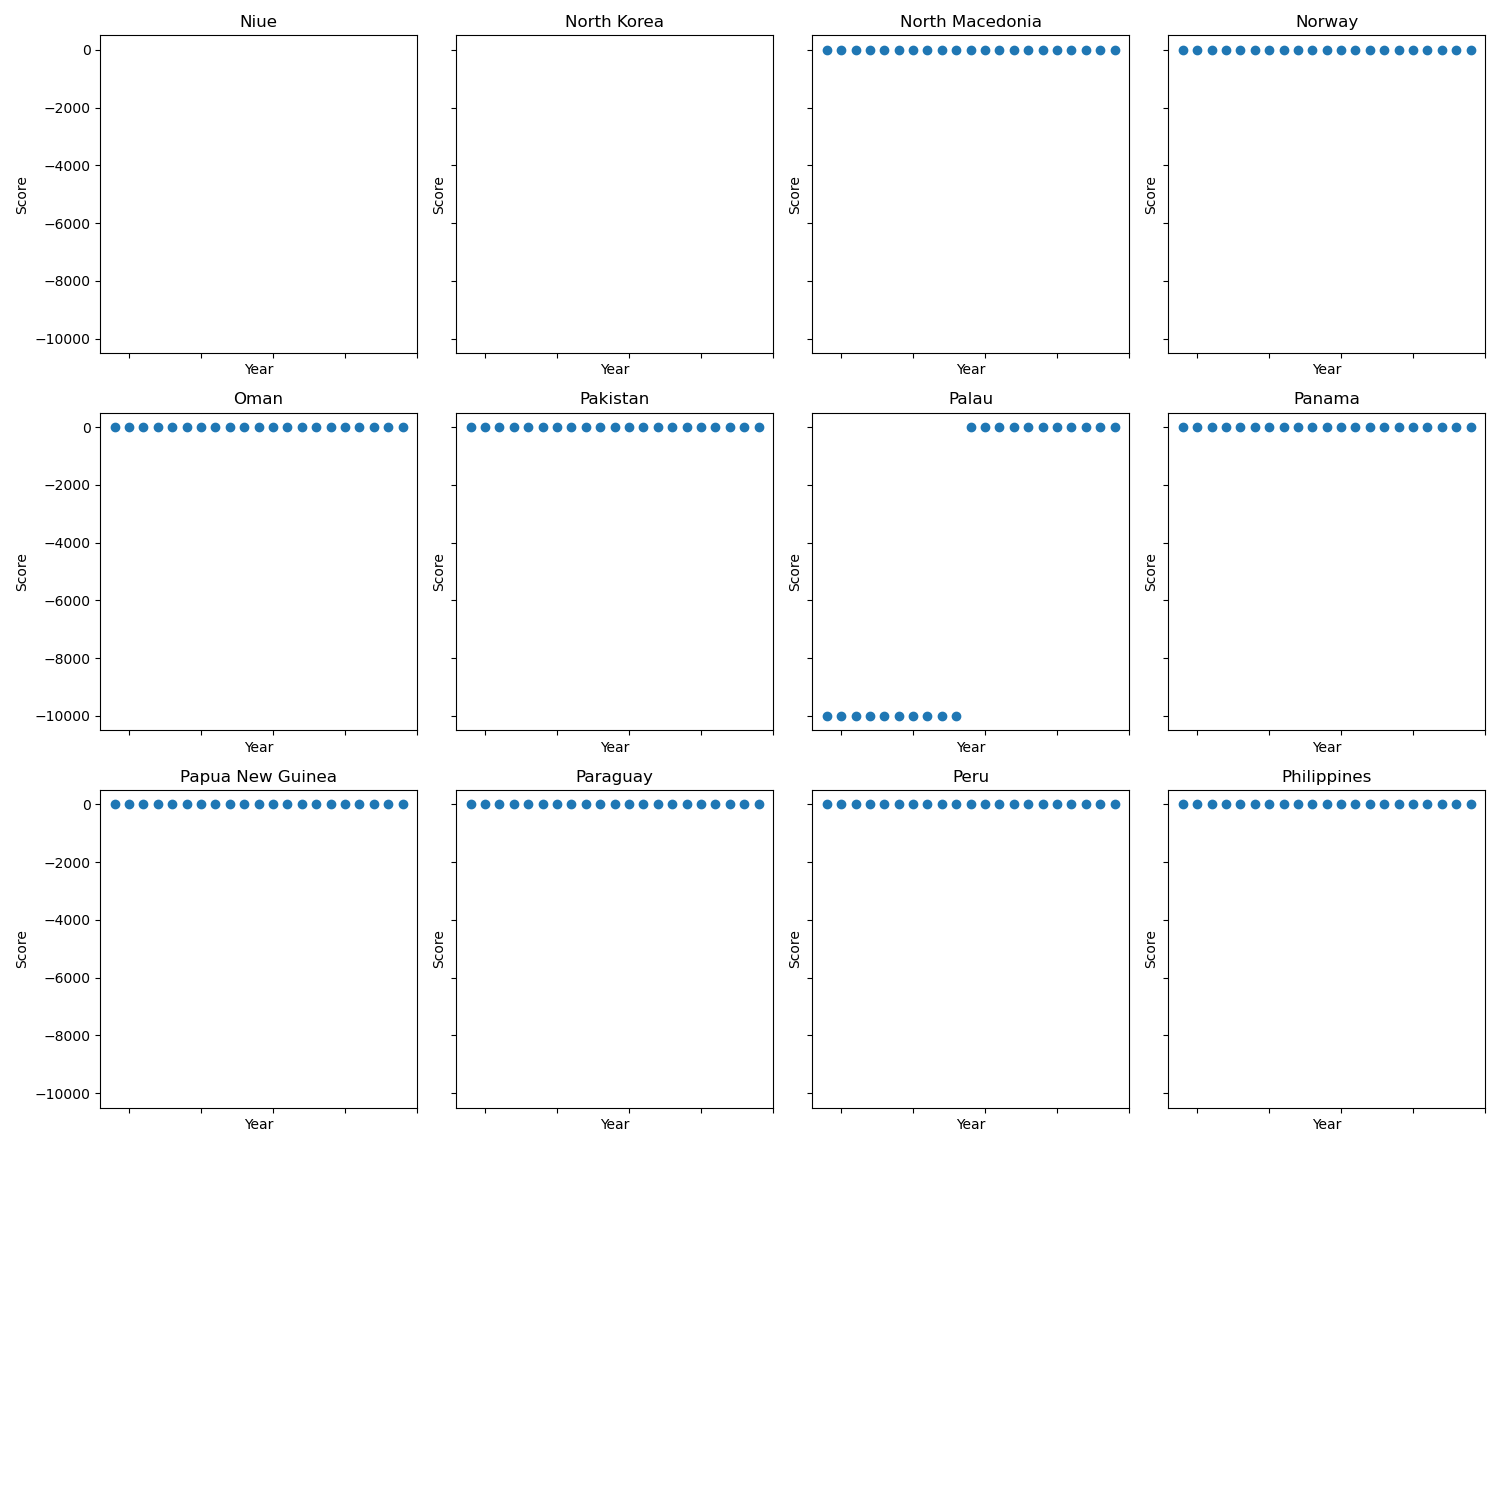 Niue North Korea North Macedonia Norway
0
−2000
−4000
−6000
−8000
−10000
Score Score Score Score
Year Year Year Year
Oman Pakistan Palau Panama
0
−2000
−4000
−6000
−8000
−10000
Score Score Score Score
Year Year Year Year
Papua New Guinea Paraguay Peru Philippines
0
−2000
−4000
−6000
−8000
−10000
Score Score Score Score
Year Year Year Year